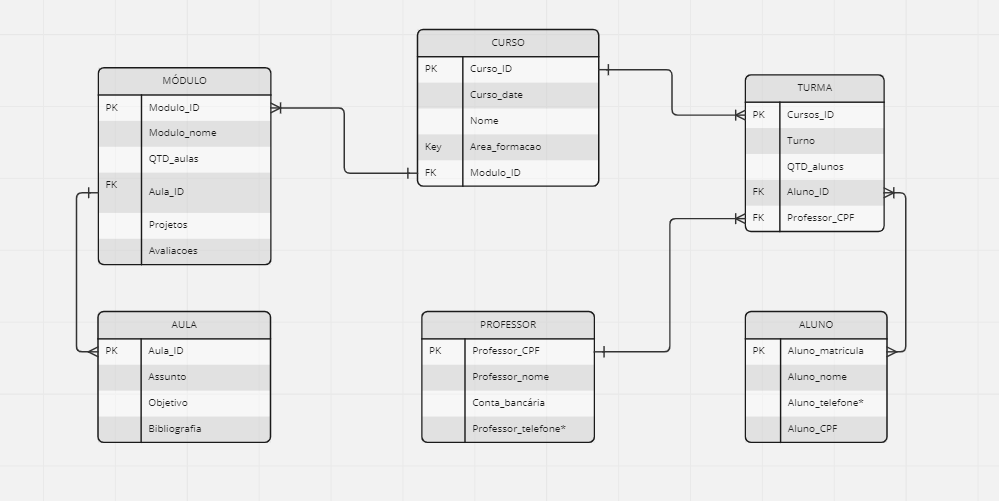 CURSO
PK Curso_ID
Curso_date
Nome
Key Area_formacao
FK Modulo_ID
MÓDULO
PK Modulo_ID
Modulo_nome
QTD_aulas
FK Aula_ID
Projetos
Avaliacoes
TURMA
PK Cursos_ID
Turno
QTD_alunos
FK Aluno_ID
FK Professor_CPF
AULA
PK Aula_ID
Assunto
Objetivo
Bibliografia
PROFESSOR
PK Professor_CPF
Professor_nome
Conta_bancária
Professor_telefone*
ALUNO
PK Aluno_matricula
Aluno_nome
Aluno_telefone*
Aluno_CPF